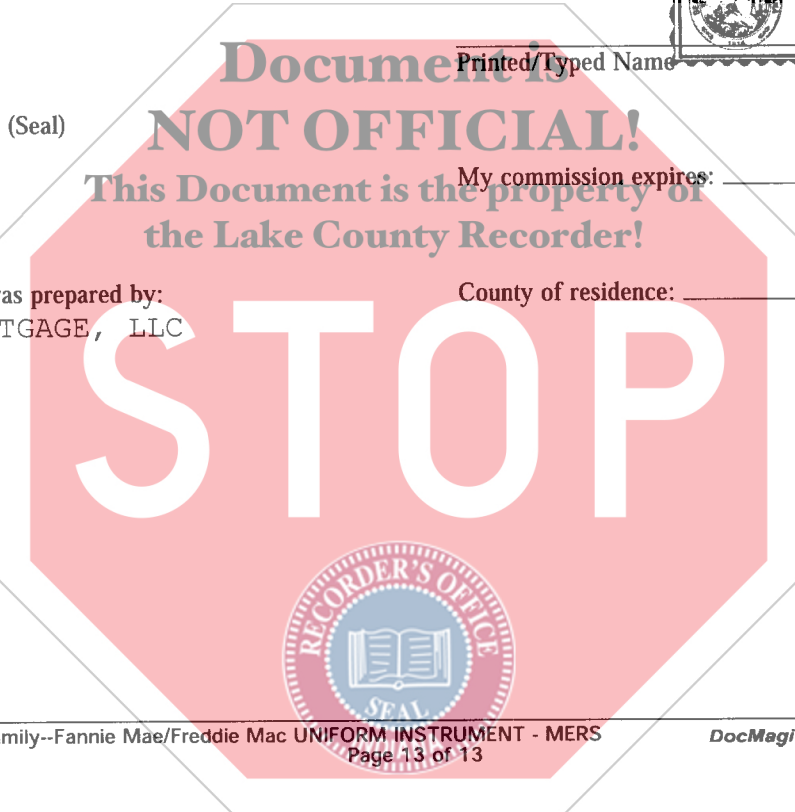 Document is
Printed/Typed Name
(Seal)
NOT OFFICIAL!
My commission expires:
This Document is the property of
the Lake County Recorder!
as prepared by:
County of residence:
TGAGE, LLC
STOP
RECORDER'S OFFICE
SEAL
INDIANA
mily--Fannie Mae/Freddie Mac UNIFORM INSTRUMENT - MERS
DocMagi
Page 13 of 13